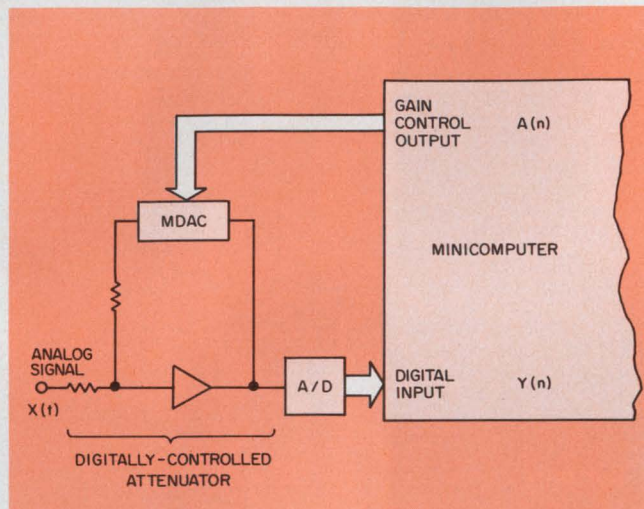 GAIN
CONTROL A(n)
OUTPUT
MDAC
MINICOMPUTER
ANALOG
SIGNAL
X(t)
A/D
DIGITAL
INPUT Y(n)
DIGITALLY-CONTROLLED
ATTENUATOR